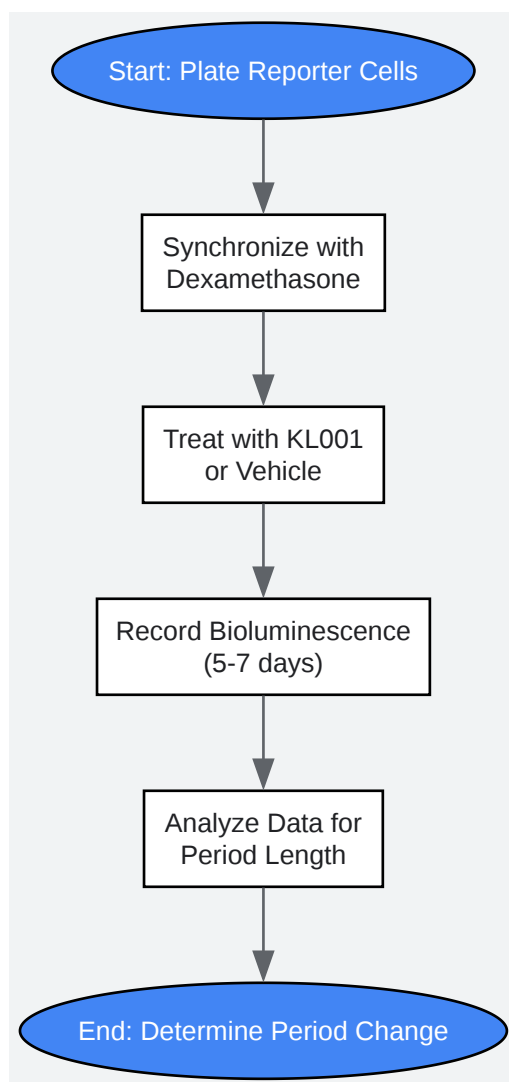 Start: Plate Reporter Cells
Synchronize with
Dexamethasone
Treat with KL001
or Vehicle
Record Bioluminescence
(5-7 days)
Analyze Data for
Period Length
End: Determine Period Change